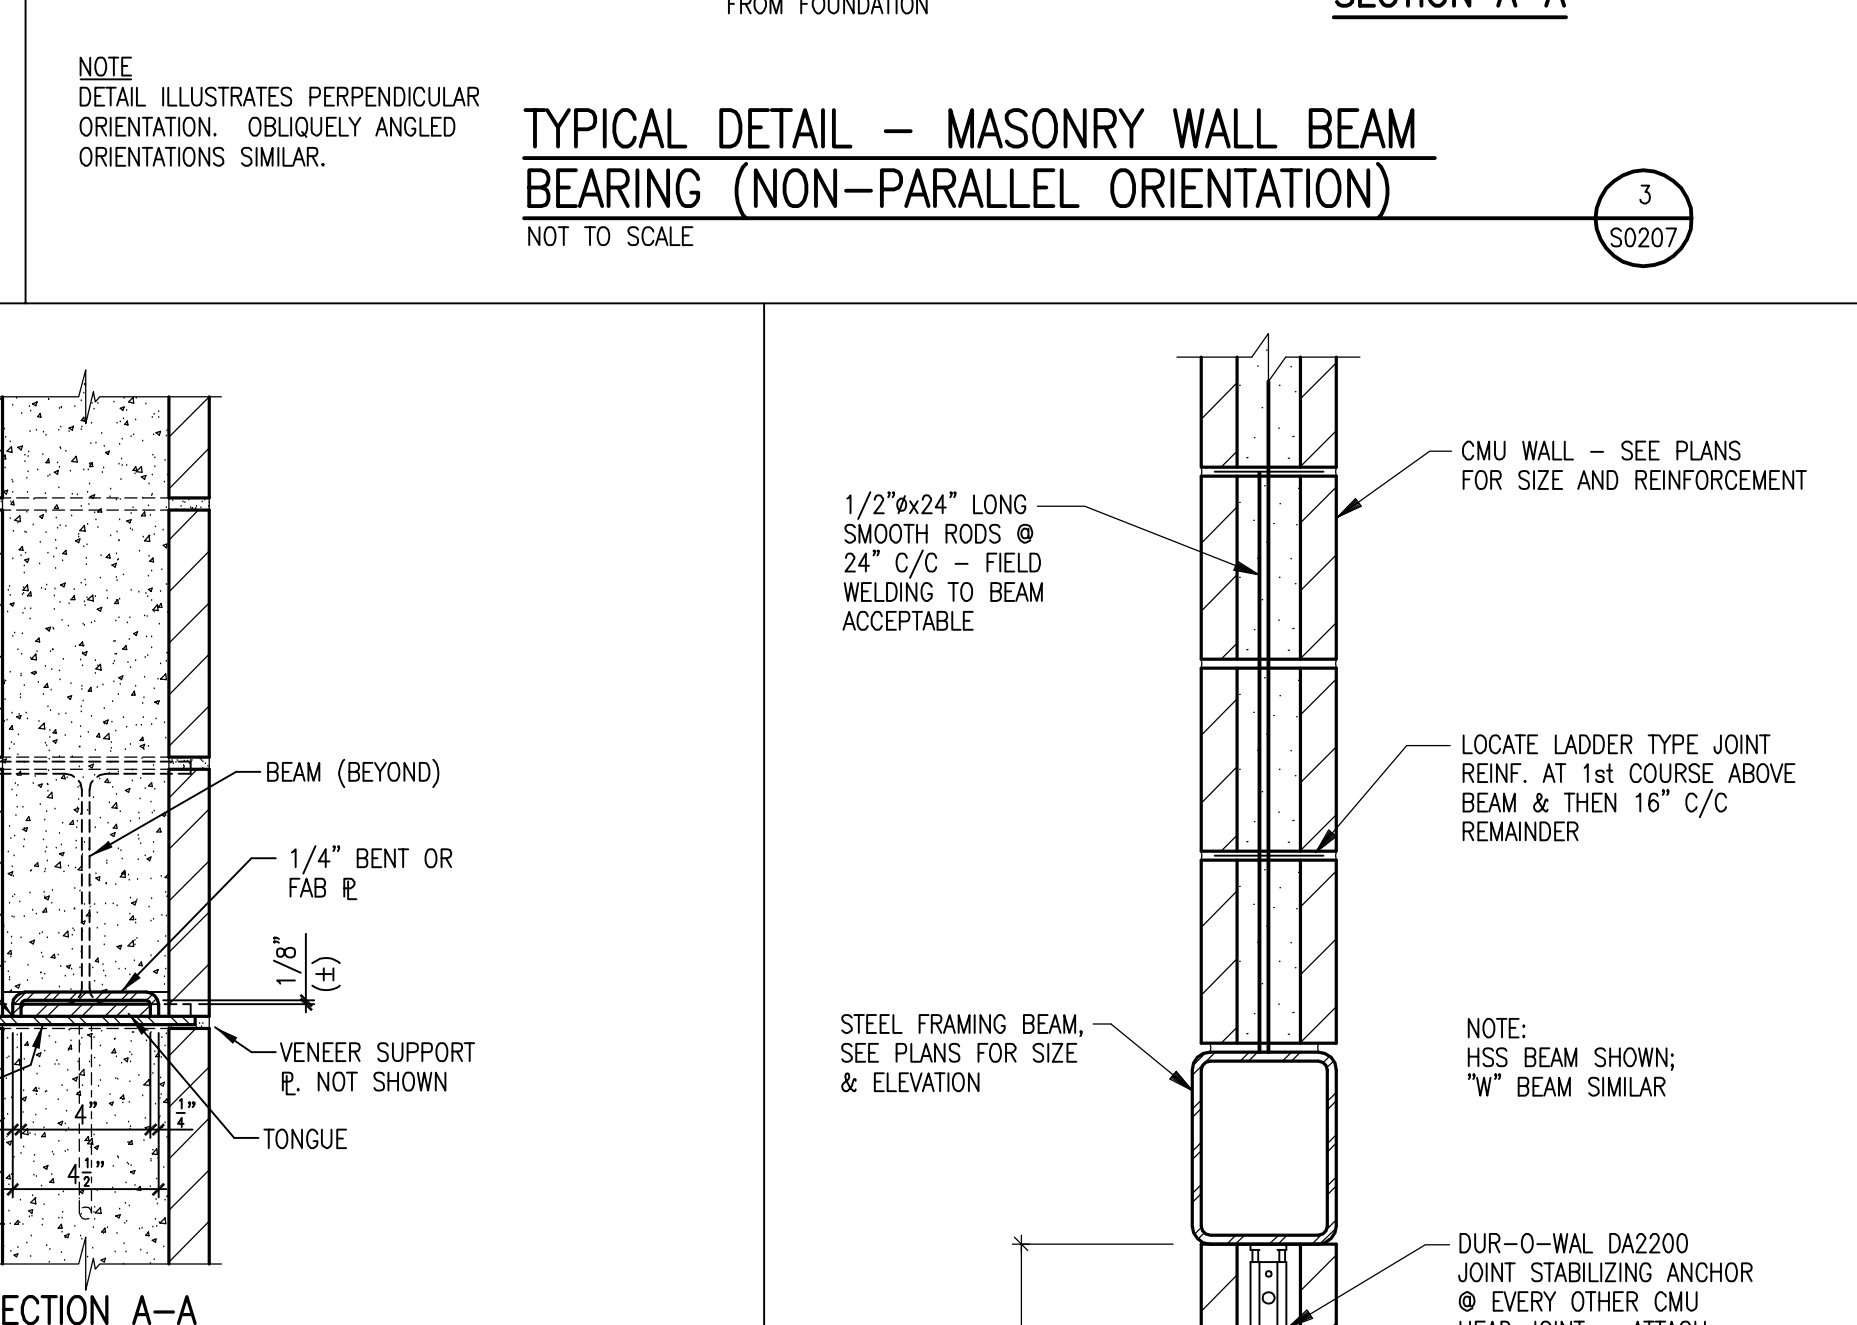 FROM FOUNDATION
SECTION A-A
NOTE
DETAIL ILLUSTRATES PERPENDICULAR
ORIENTATION. OBLIQUELY ANGLED
ORIENTATIONS SIMILAR.
TYPICAL DETAIL – MASONRY WALL BEAM
BEARING (NON–PARALLEL ORIENTATION)
NOT TO SCALE
3
S0207
BEAM (BEYOND)
1/4" BENT OR
FAB ℄
1/8"
(±)
VENEER SUPPORT
℄. NOT SHOWN
4"
1/4"
TONGUE
4 1/2"
ECTION A–A
1/2"øx24" LONG
SMOOTH RODS @
24" C/C – FIELD
WELDING TO BEAM
ACCEPTABLE
CMU WALL – SEE PLANS
FOR SIZE AND REINFORCEMENT
LOCATE LADDER TYPE JOINT
REINF. AT 1st COURSE ABOVE
BEAM & THEN 16" C/C
REMAINDER
STEEL FRAMING BEAM,
SEE PLANS FOR SIZE
& ELEVATION
NOTE:
HSS BEAM SHOWN;
"W" BEAM SIMILAR
DUR–O–WAL DA2200
JOINT STABILIZING ANCHOR
@ EVERY OTHER CMU
HEAD JOINT – ATTACH